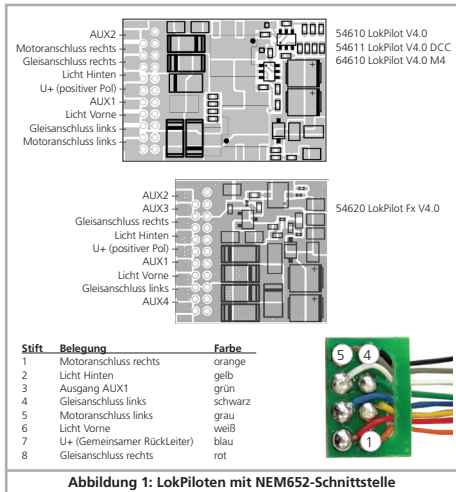 AUX2
Motoranschluss rechts
Gleisanschluss rechts
Licht Hinten
U+ (positiver Pol)
AUX1
Licht Vorne
Gleisanschluss links
Motoranschluss links
54610 LokPilot V4.0
54611 LokPilot V4.0 DCC
64610 LokPilot V4.0 M4
AUX2
AUX3
Gleisanschluss rechts
Licht Hinten
U+ (positiver Pol)
AUX1
Licht Vorne
Gleisanschluss links
AUX4
54620 LokPilot Fx V4.0
Stift Belegung Farbe
1 Motoranschluss rechts orange
2 Licht Hinten gelb
3 Ausgang AUX1 grün
4 Gleisanschluss links schwarz
5 Motoranschluss links grau
6 Licht Vorne weiß
7 U+ (Gemeinsamer RückLeiter) blau
8 Gleisanschluss rechts rot
5 4
1
Abbildung 1: LokPiloten mit NEM652-Schnittstelle